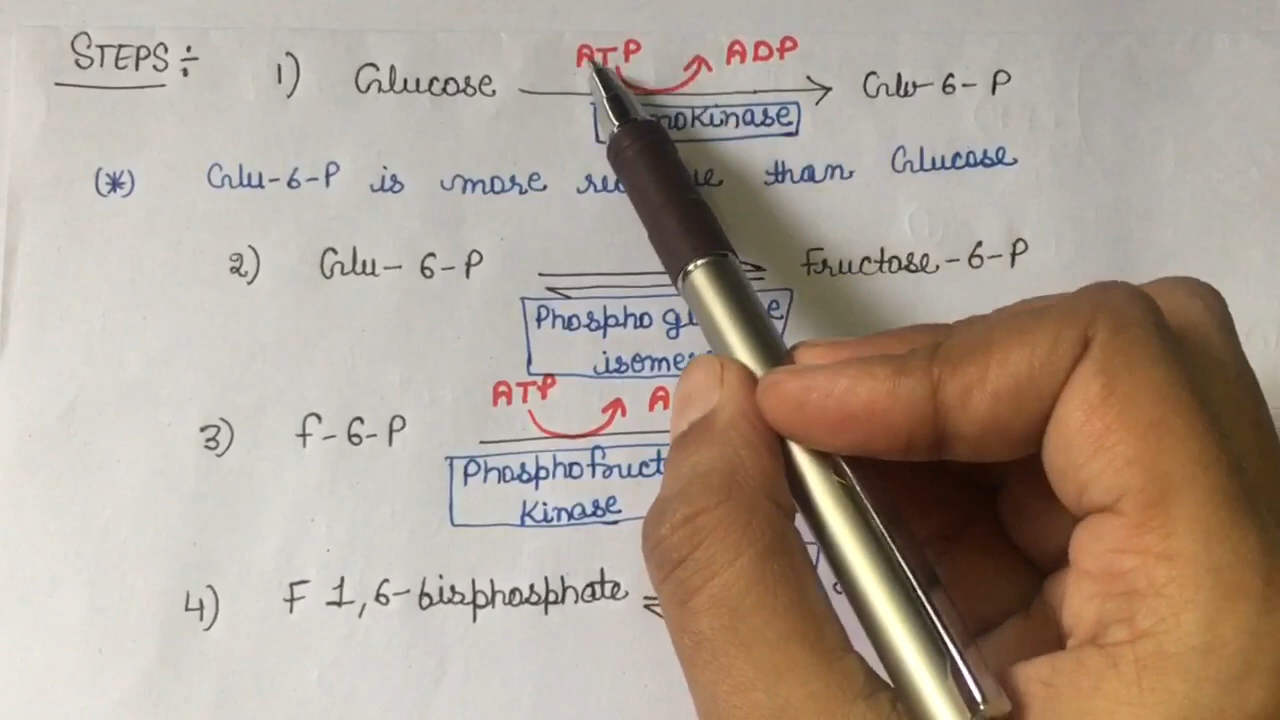 STEPS ÷
1) Glucose ATP ADP Glu-6-P
(*) Glu-6-P is more than Glucose
2) Glu-6-P Fructose-6-P
Phospho
ATP
3) f-6-P
Kinase
4) F 1,6-bisphosphate